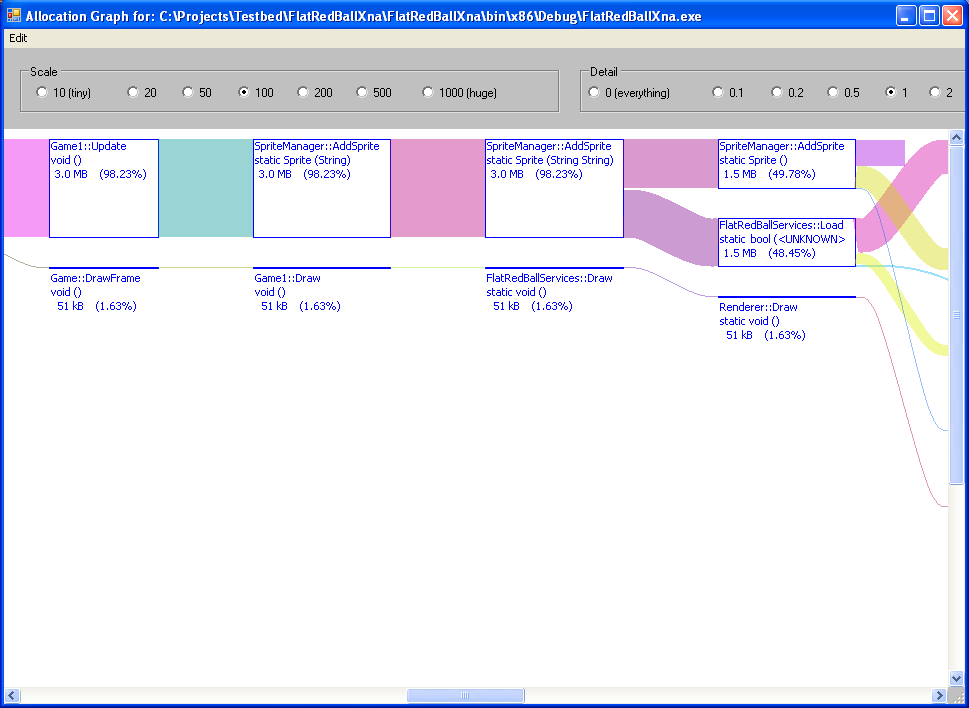 Allocation Graph for: C:\Projects\Testbed\FlatRedBallXna\FlatRedBallXna\bin\x86\Debug\FlatRedBallXna.exe
Edit
Scale
10 (tiny) 20 50 100 200 500 1000 (huge)
Detail
0 (everything) 0.1 0.2 0.5 1 2
Game1::Update
void ()
3.0 MB (98.23%)
SpriteManager::AddSprite
static Sprite (String)
3.0 MB (98.23%)
SpriteManager::AddSprite
static Sprite (String String)
3.0 MB (98.23%)
SpriteManager::AddSprite
static Sprite ()
1.5 MB (49.78%)
FlatRedBallServices::Load
static bool (<UNKNOWN>
1.5 MB (48.45%)
Game::DrawFrame
void ()
51 kB (1.63%)
Game1::Draw
void ()
51 kB (1.63%)
FlatRedBallServices::Draw
static void ()
51 kB (1.63%)
Renderer::Draw
static void ()
51 kB (1.63%)